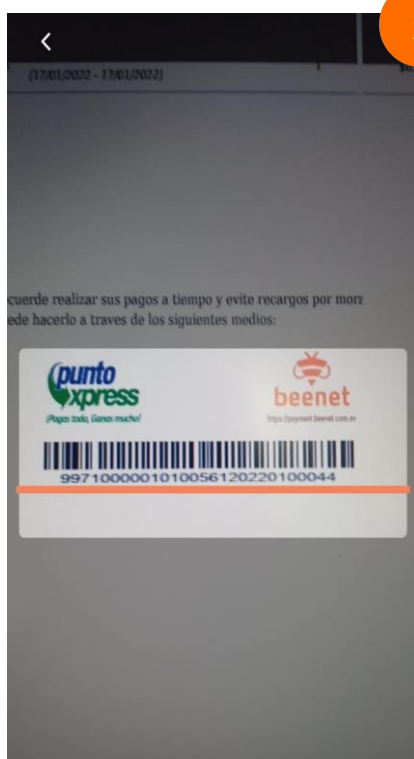 (17/01/2022 - 17/01/2022)
cuerde realizar sus pagos a tiempo y evite recargos por mora
ede hacerlo a traves de los siguientes medios:
punto
xpress
¡Pagas todo, Ganas mucho!
beenet
https://payment.beenet.com.sv
9971000001010056120220100044